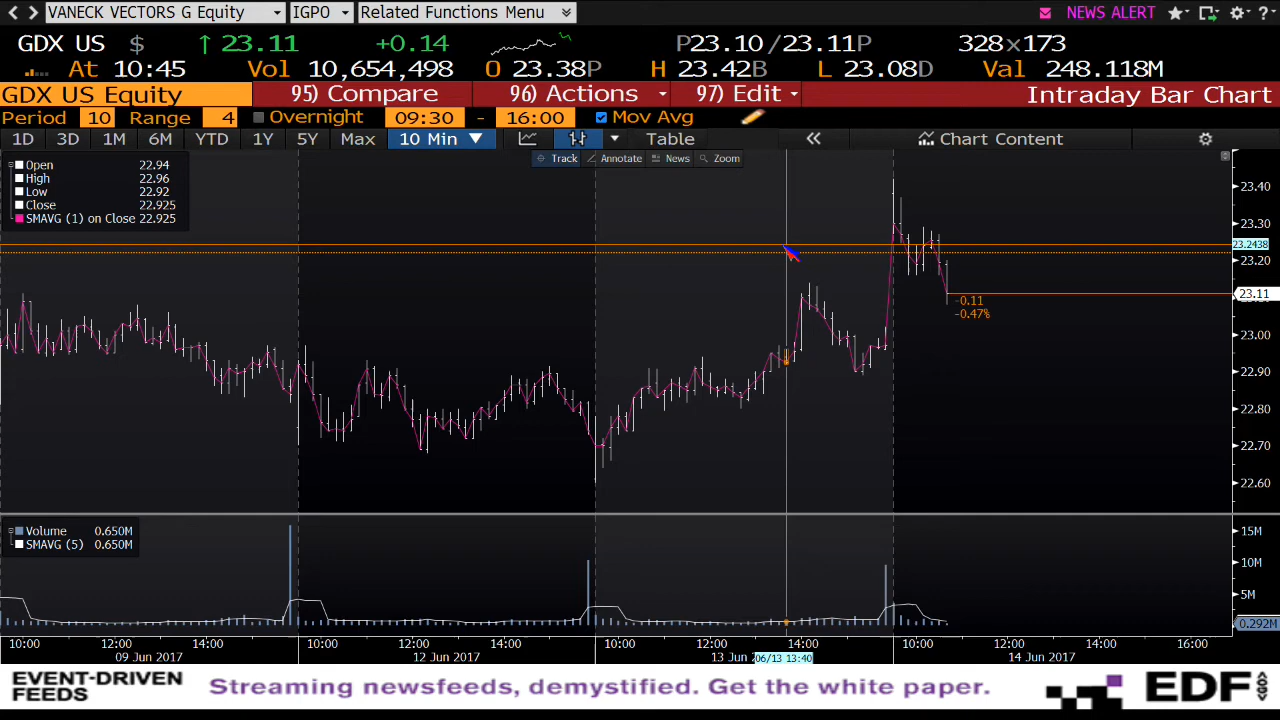 VANECK VECTORS G Equity IGPO Related Functions Menu NEWS ALERT ?
GDX US $ ↑ 23.11 +0.14 P23.10/23.11P 328x173
At 10:45 Vol 10,654,498 O 23.38P H 23.42B L 23.08D Val 248.118M
GDX US Equity 95) Compare 96) Actions 97) Edit Intraday Bar Chart
Period 10 Range 4 Overnight 09:30 - 16:00 Mov Avg
1D 3D 1M 6M YTD 1Y 5Y Max 10 Min ▼ Table « Chart Content
Track Annotate News Zoom
Open 22.94
High 22.96
Low 22.92
Close 22.925
SMAVG (1) on Close 22.925
23.40
23.30
23.2438
23.20
23.11
-0.11
-0.47%
23.00
22.90
22.80
22.70
22.60
Volume 0.650M
SMAVG (5) 0.650M
15M
10M
5M
0.292M
10:00 12:00 14:00 10:00 12:00 14:00 10:00 12:00 14:00 10:00 12:00 14:00 16:00
09 Jun 2017 12 Jun 2017 13 Jun 06/13 13:40 14 Jun 2017
EVENT-DRIVEN
FEEDS
Streaming newsfeeds, demystified. Get the white paper.
EDF